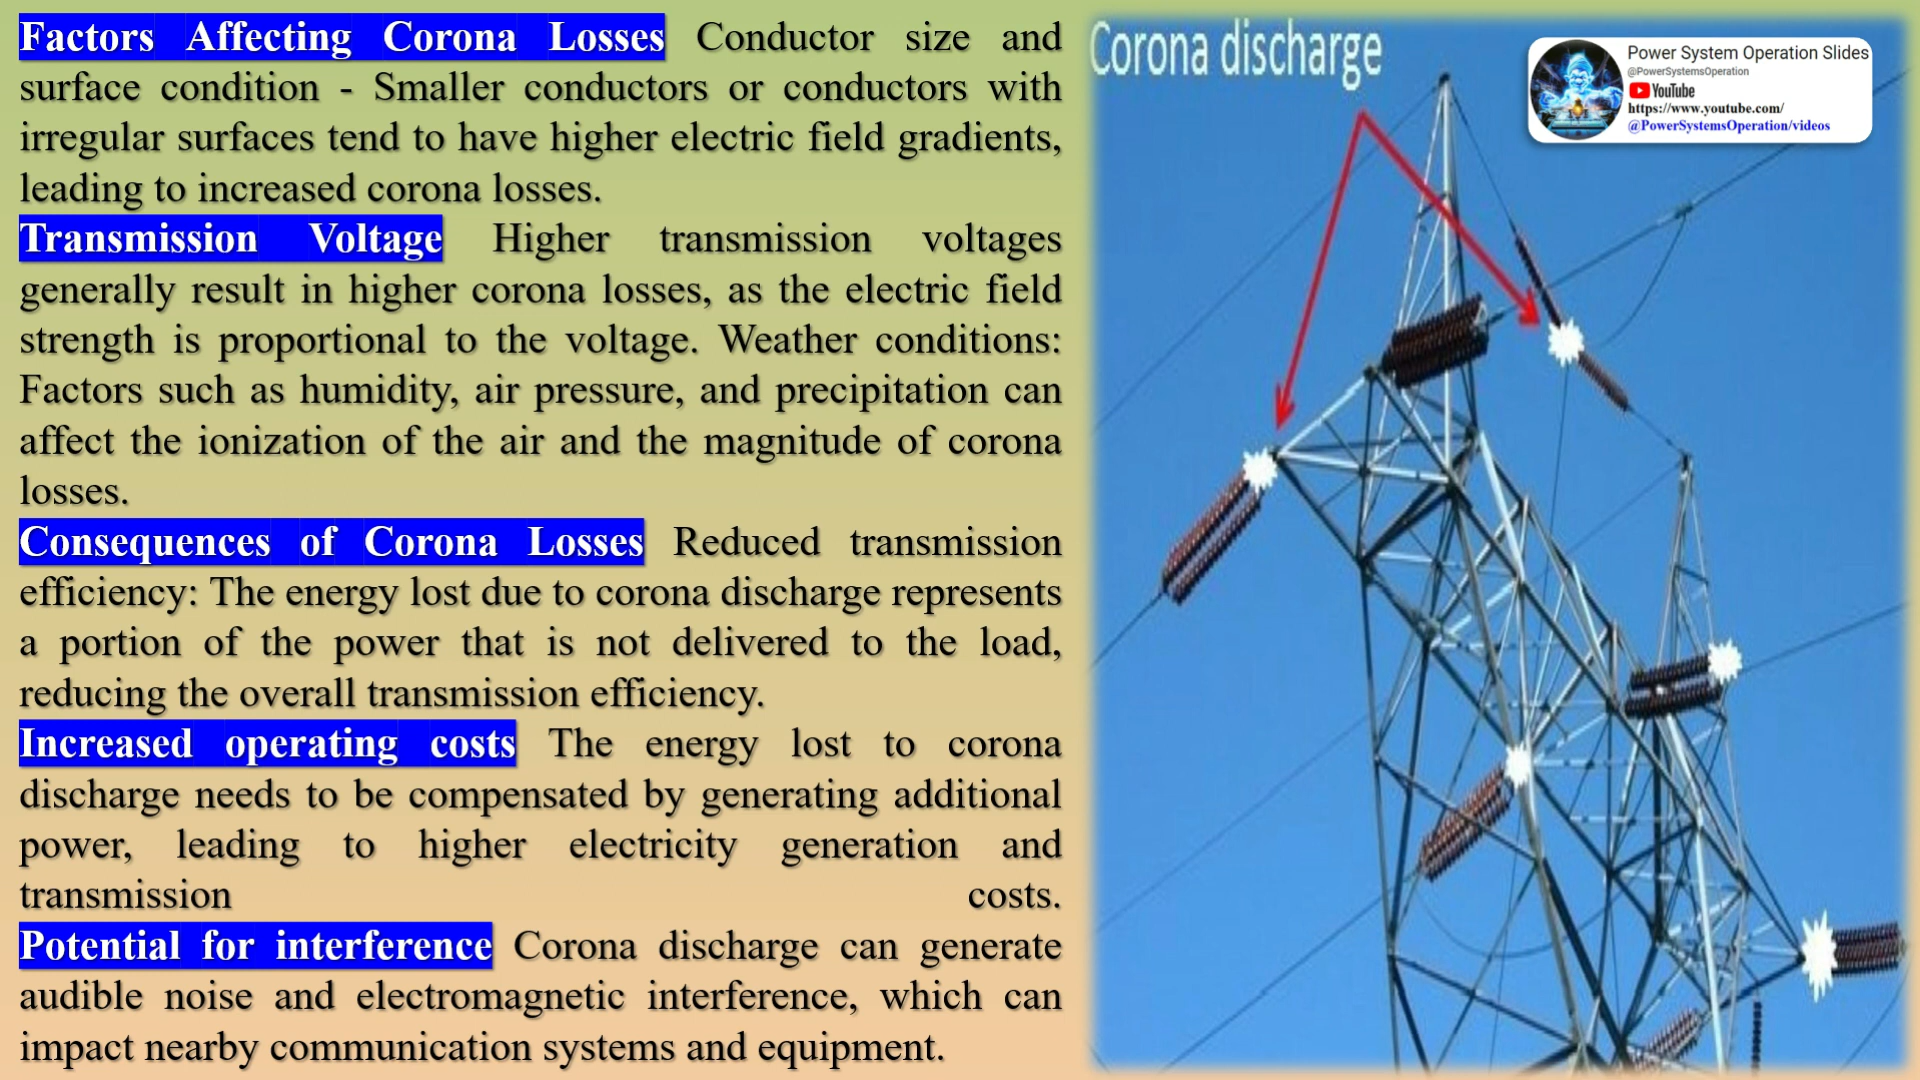 Factors Affecting Corona Losses Conductor size and
surface condition - Smaller conductors or conductors with
irregular surfaces tend to have higher electric field gradients,
leading to increased corona losses.
Transmission Voltage Higher transmission voltages
generally result in higher corona losses, as the electric field
strength is proportional to the voltage. Weather conditions:
Factors such as humidity, air pressure, and precipitation can
affect the ionization of the air and the magnitude of corona
losses.
Consequences of Corona Losses Reduced transmission
efficiency: The energy lost due to corona discharge represents
a portion of the power that is not delivered to the load,
reducing the overall transmission efficiency.
Increased operating costs The energy lost to corona
discharge needs to be compensated by generating additional
power, leading to higher electricity generation and
transmission costs.
Potential for interference Corona discharge can generate
audible noise and electromagnetic interference, which can
impact nearby communication systems and equipment.
Corona discharge
Power System Operation Slides
@PowerSystemsOperation
YouTube
https://www.youtube.com/
@PowerSystemsOperation/videos